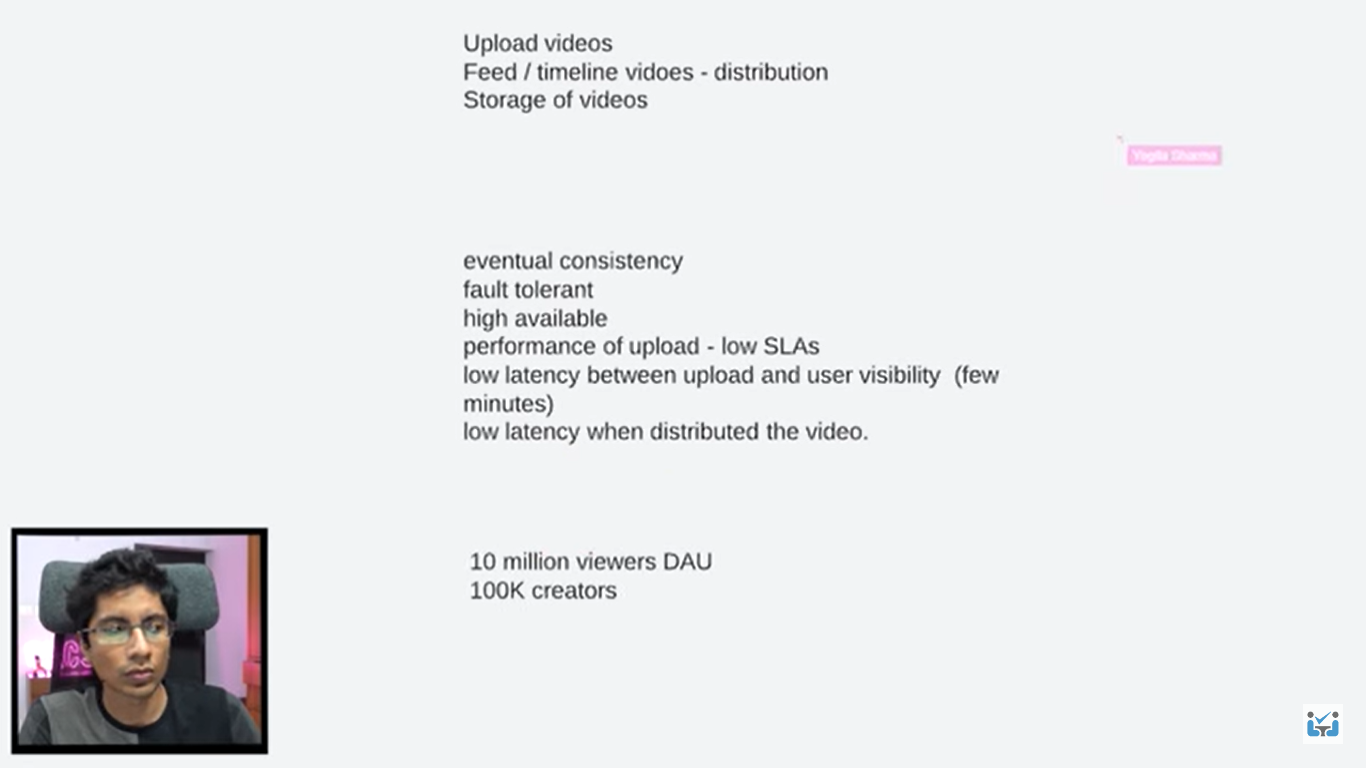 Upload videos
Feed / timeline vidoes - distribution
Storage of videos
eventual consistency
fault tolerant
high available
performance of upload - low SLAs
low latency between upload and user visibility  (few
minutes)
low latency when distributed the video.
10 million viewers DAU
100K creators